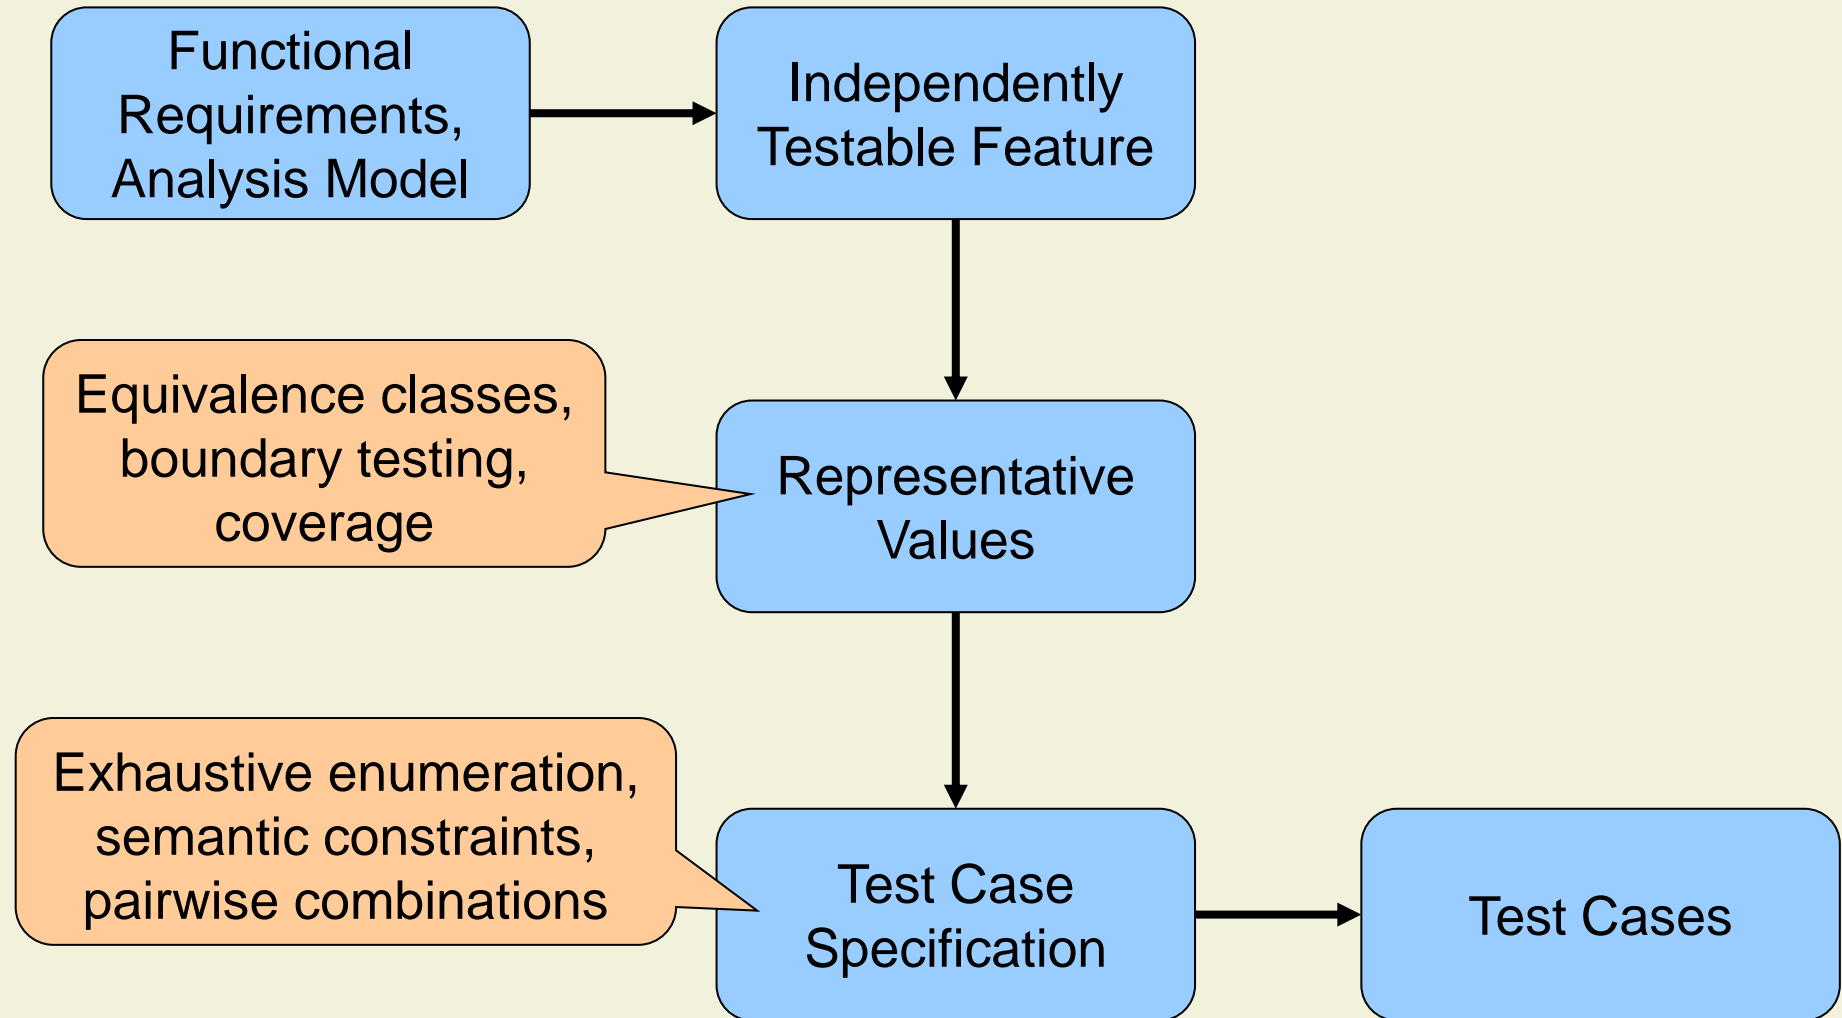 Functional
Requirements,
Analysis Model
Independently
Testable Feature
Equivalence classes,
boundary testing,
coverage
Representative
Values
Exhaustive enumeration,
semantic constraints,
pairwise combinations
Test Case
Specification
Test Cases